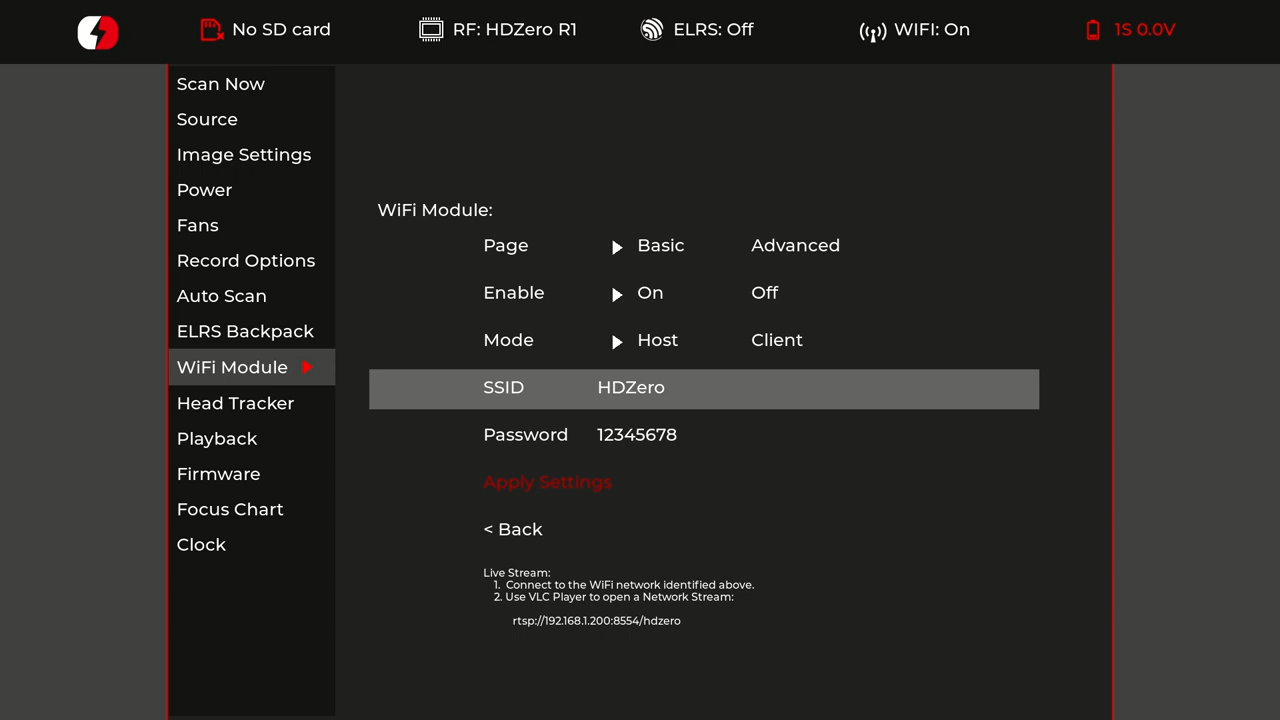 No SD card RF: HDZero R1 ELRS: Off WIFI: On 1S 0.0V
Scan Now
Source
Image Settings
Power
Fans
Record Options
Auto Scan
ELRS Backpack
WiFi Module
Head Tracker
Playback
Firmware
Focus Chart
Clock
WiFi Module:
Page Basic Advanced
Enable On Off
Mode Host Client
SSID HDZero
Password 12345678
Apply Settings
< Back
Live Stream:
1. Connect to the WiFi network identified above.
2. Use VLC Player to open a Network Stream:
rtsp://192.168.1.200:8554/hdzero